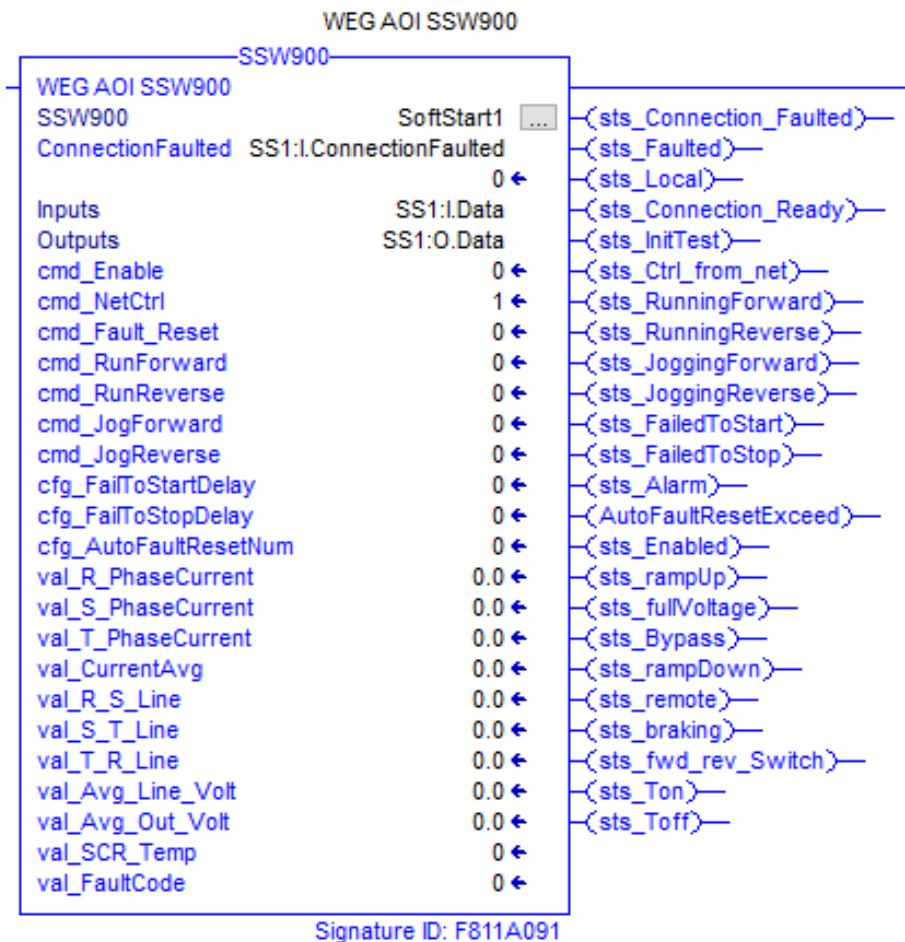 WEG AOI SSW900
SSW900
WEG AOI SSW900
SSW900 SoftStart1 ... (sts_Connection_Faulted)
ConnectionFaulted SS1:I.ConnectionFaulted (sts_Faulted)
0 (sts_Local)
Inputs SS1:I.Data (sts_Connection_Ready)
Outputs SS1:O.Data (sts_InitTest)
cmd_Enable 0 (sts_Ctrl_from_net)
cmd_NetCtrl 1 (sts_RunningForward)
cmd_Fault_Reset 0 (sts_RunningReverse)
cmd_RunForward 0 (sts_JoggingForward)
cmd_RunReverse 0 (sts_JoggingReverse)
cmd_JogForward 0 (sts_FailedToStart)
cmd_JogReverse 0 (sts_FailedToStop)
cfg_FailToStartDelay 0 (sts_Alarm)
cfg_FailToStopDelay 0 (AutoFaultResetExceed)
cfg_AutoFaultResetNum 0 (sts_Enabled)
val_R_PhaseCurrent 0.0 (sts_rampUp)
val_S_PhaseCurrent 0.0 (sts_fullVoltage)
val_T_PhaseCurrent 0.0 (sts_Bypass)
val_CurrentAvg 0.0 (sts_rampDown)
val_R_S_Line 0.0 (sts_remote)
val_S_T_Line 0.0 (sts_braking)
val_T_R_Line 0.0 (sts_fwd_rev_Switch)
val_Avg_Line_Volt 0.0 (sts_Ton)
val_Avg_Out_Volt 0.0 (sts_Toff)
val_SCR_Temp 0
val_FaultCode 0
Signature ID: F811A091